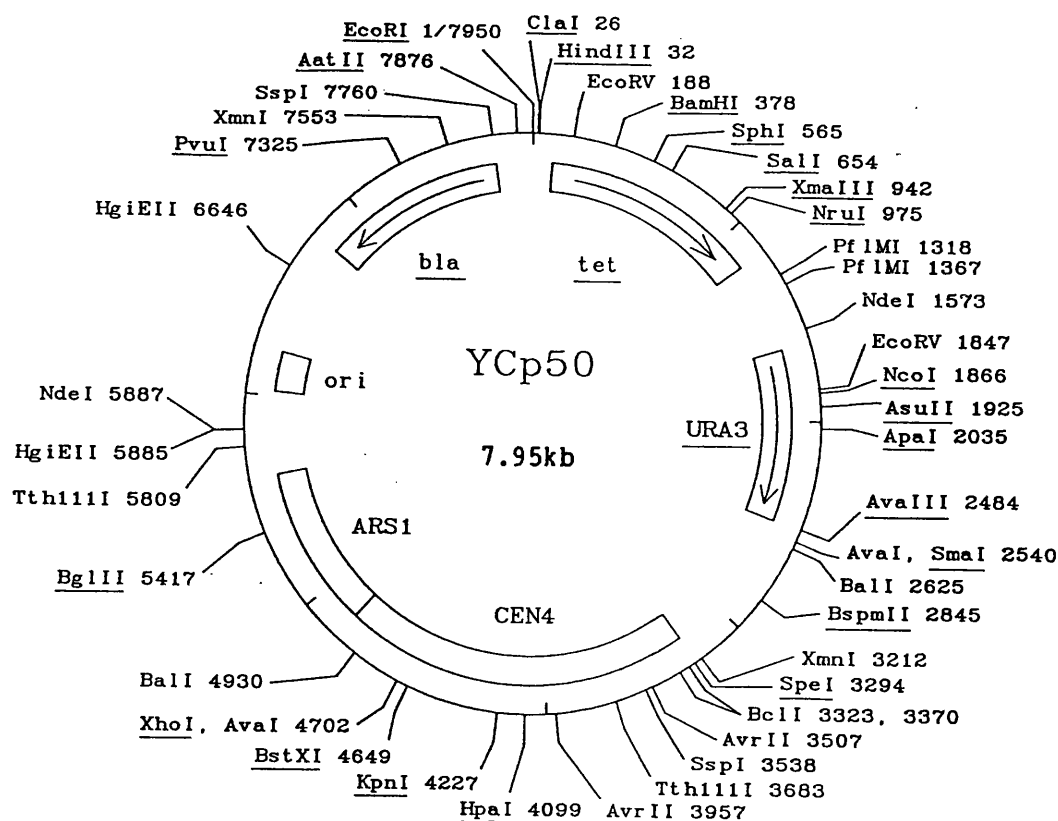 EcoRI 1/7950
AatII 7876
SspI 7760
XmnI 7553
PvuI 7325
HgiEII 6646
NdeI 5887
HgiEII 5885
Tth111I 5809
BglII 5417
BalI 4930
XhoI, AvaI 4702
BstXI 4649
KpnI 4227
HpaI 4099
ClaI 26
HindIII 32
EcoRV 188
BamHI 378
SphI 565
SalI 654
XmaIII 942
NruI 975
PflMI 1318
PflMI 1367
NdeI 1573
EcoRV 1847
NcoI 1866
AsuII 1925
ApaI 2035
AvaIII 2484
AvaI, SmaI 2540
BalI 2625
BspmII 2845
XmnI 3212
SpeI 3294
BclI 3323, 3370
AvrII 3507
SspI 3538
Tth111I 3683
AvrII 3957
bla
tet
YCp50
ori
URA3
7.95kb
ARS1
CEN4